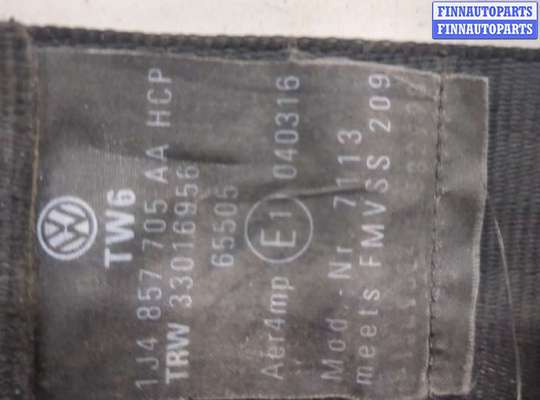 FINNAUTOPARTS
FINNAUTOPARTS
TW6
1J4 857 705 AA HCP
TRW 33016956
65505
Aer4mp E1 040316
Mod.-Nr. 7113
meets FMVSS 209